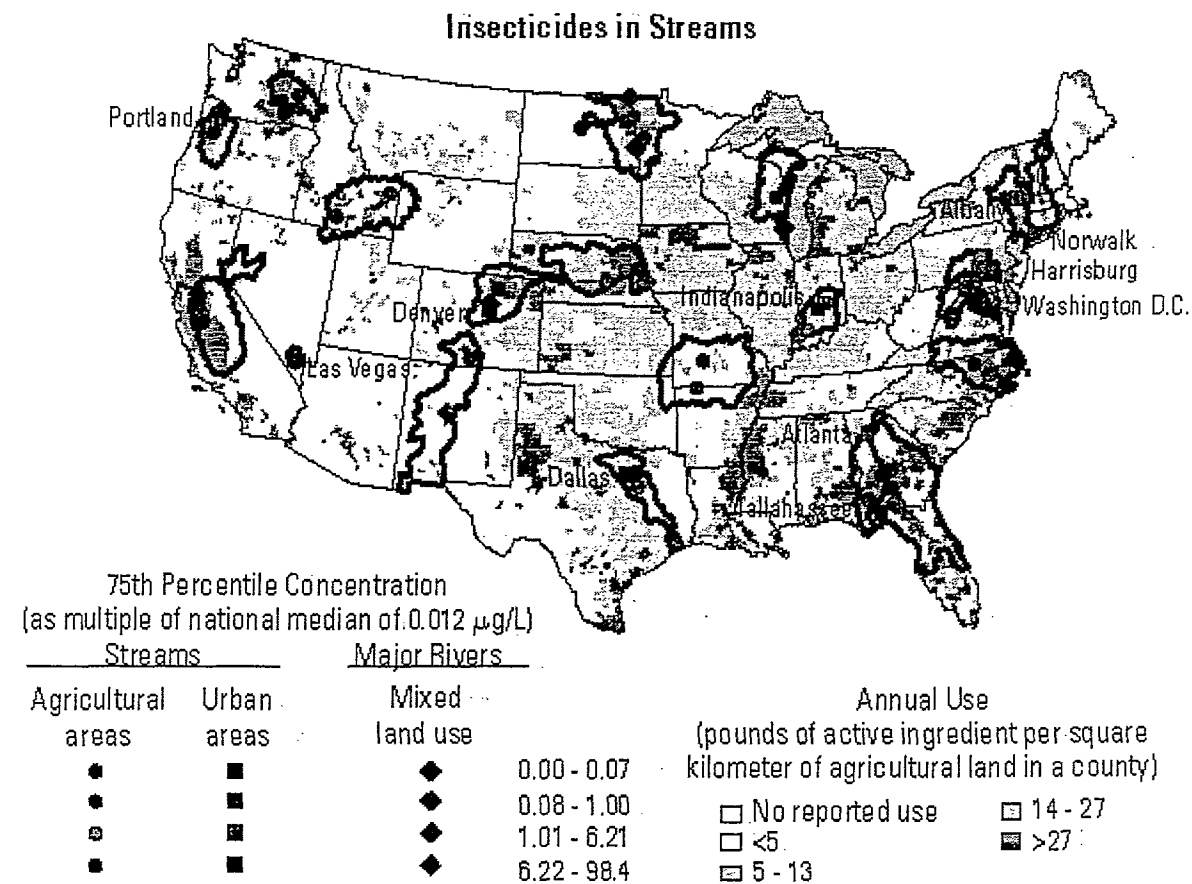 Insecticides in Streams
Portland
Albany
Norwalk
Harrisburg
Indianapolis
Washington D.C.
Denver
Las Vegas
Atlanta
Dallas
Tallahassee
75th Percentile Concentration
(as multiple of national median of 0.012 µg/L)
Streams Major Rivers
Agricultural areas Urban areas Mixed land use
0.00 - 0.07
0.08 - 1.00
1.01 - 6.21
6.22 - 98.4
Annual Use
(pounds of active ingredient per square
kilometer of agricultural land in a county)
No reported use 14 - 27
<5 >27
5 - 13